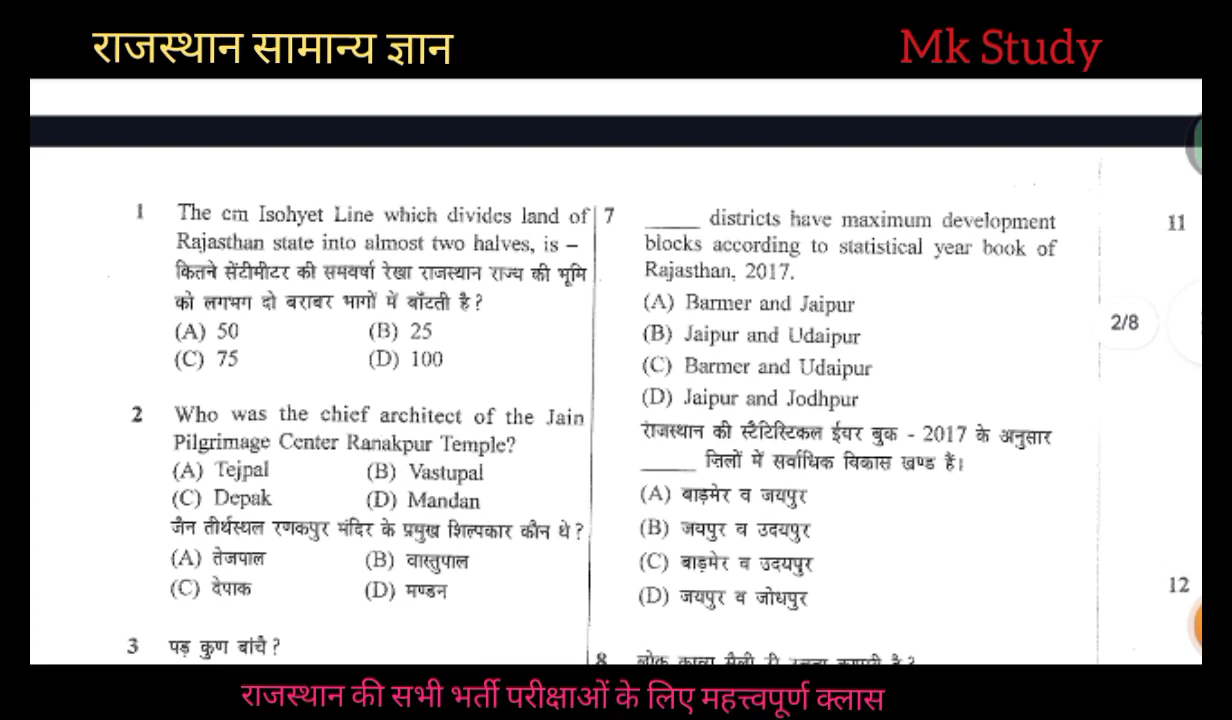 राजस्थान सामान्य ज्ञान
Mk Study
1 The cm Isohyet Line which divides land of
Rajasthan state into almost two halves, is –
कितने सेंटीमीटर की समवर्षा रेखा राजस्थान राज्य की भूमि
को लगभग दो बराबर भागों में बाँटती है ?
(A) 50 (B) 25
(C) 75 (D) 100
2 Who was the chief architect of the Jain
Pilgrimage Center Ranakpur Temple?
(A) Tejpal (B) Vastupal
(C) Depak (D) Mandan
जैन तीर्थस्थल रणकपुर मंदिर के प्रमुख शिल्पकार कौन थे ?
(A) तेजपाल (B) वास्तुपाल
(C) देपाक (D) मण्डन
3 पड़ कुण बांचै ?
7 _____ districts have maximum development
blocks according to statistical year book of
Rajasthan, 2017.
(A) Barmer and Jaipur
(B) Jaipur and Udaipur
(C) Barmer and Udaipur
(D) Jaipur and Jodhpur
राजस्थान की स्टैटिस्टिकल ईयर बुक - 2017 के अनुसार
_____ जिलों में सर्वाधिक विकास खण्ड हैं।
(A) बाड़मेर व जयपुर
(B) जयपुर व उदयपुर
(C) बाड़मेर व उदयपुर
(D) जयपुर व जोधपुर
8
11
2/8
12
राजस्थान की सभी भर्ती परीक्षाओं के लिए महत्त्वपूर्ण क्लास